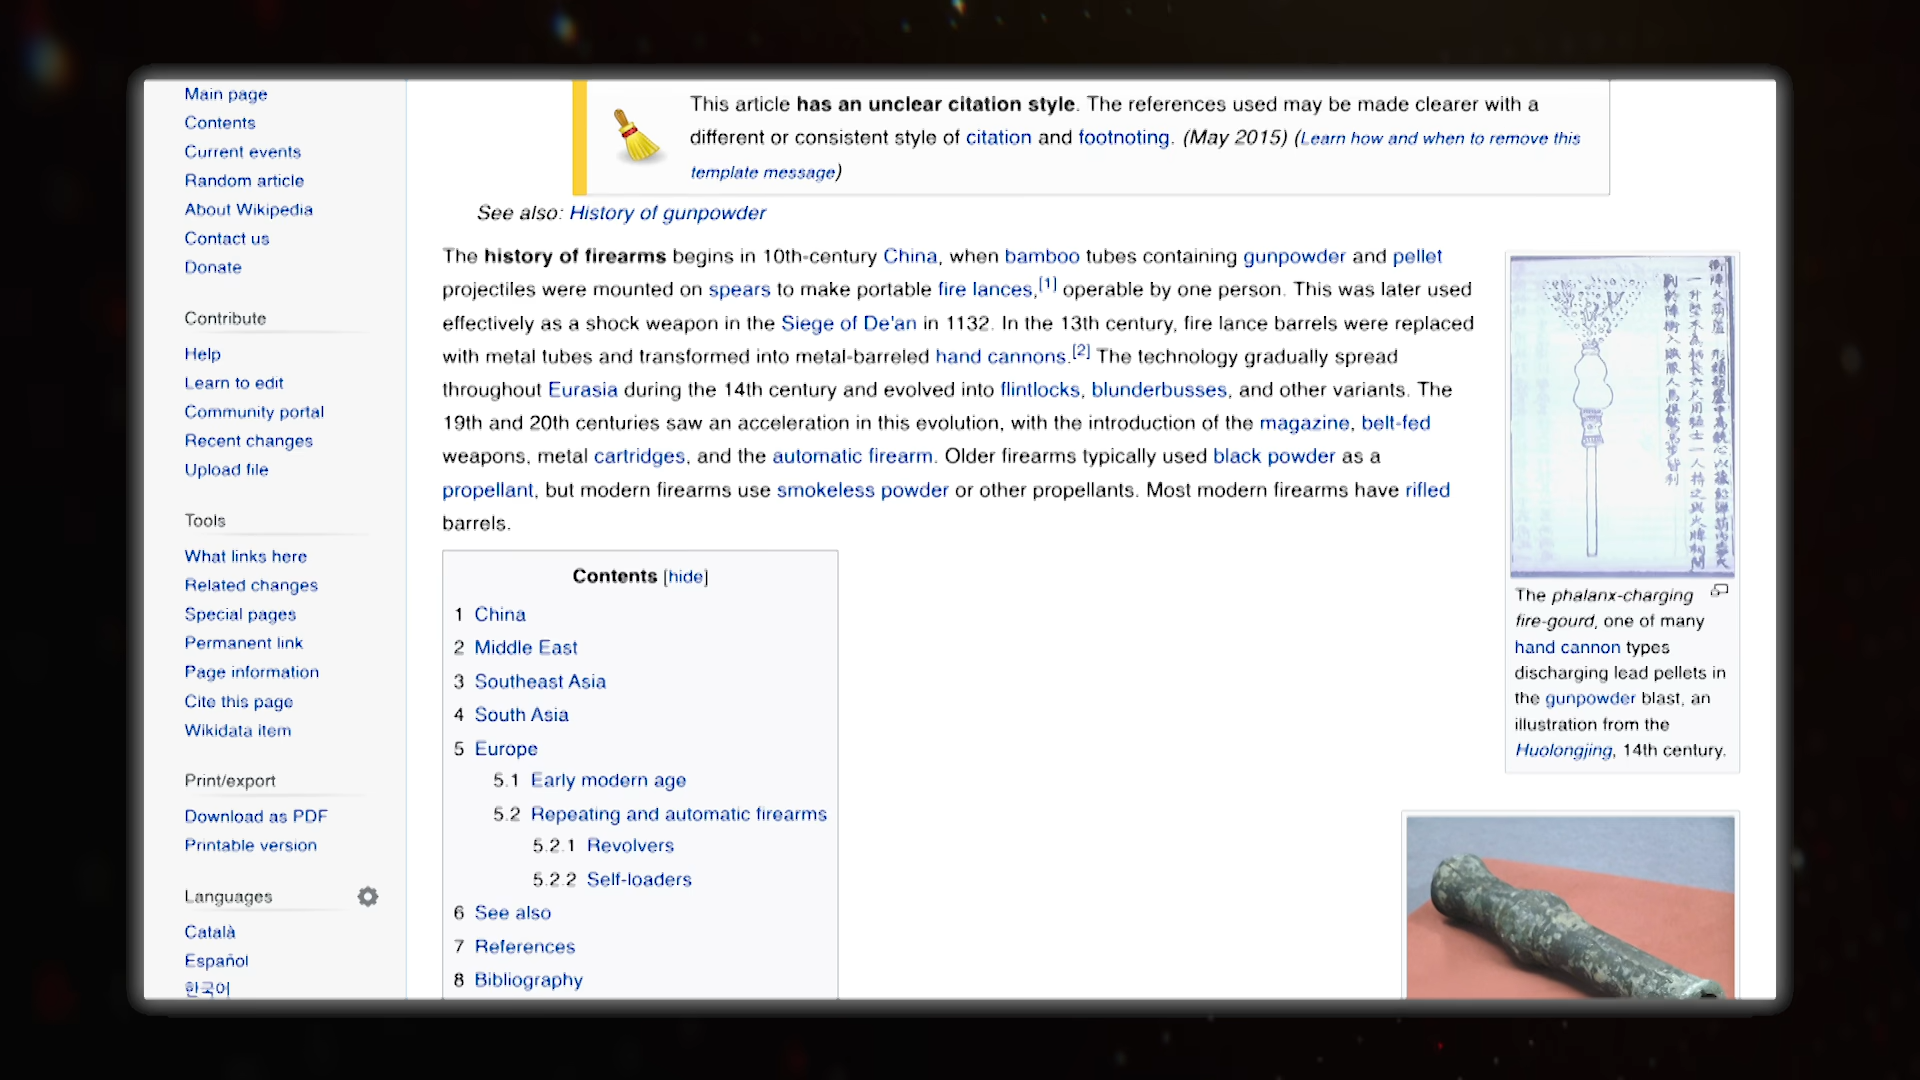 Main page
Contents
Current events
Random article
About Wikipedia
Contact us
Donate
Contribute
Help
Learn to edit
Community portal
Recent changes
Upload file
Tools
What links here
Related changes
Special pages
Permanent link
Page information
Cite this page
Wikidata item
Print/export
Download as PDF
Printable version
Languages
Català
Español
한국어
This article has an unclear citation style. The references used may be made clearer with a
different or consistent style of citation and footnoting. (May 2015) (Learn how and when to remove this
template message)
See also: History of gunpowder
The history of firearms begins in 10th-century China, when bamboo tubes containing gunpowder and pellet
projectiles were mounted on spears to make portable fire lances,[1] operable by one person. This was later used
effectively as a shock weapon in the Siege of De'an in 1132. In the 13th century, fire lance barrels were replaced
with metal tubes and transformed into metal-barreled hand cannons.[2] The technology gradually spread
throughout Eurasia during the 14th century and evolved into flintlocks, blunderbusses, and other variants. The
19th and 20th centuries saw an acceleration in this evolution, with the introduction of the magazine, belt-fed
weapons, metal cartridges, and the automatic firearm. Older firearms typically used black powder as a
propellant, but modern firearms use smokeless powder or other propellants. Most modern firearms have rifled
barrels.
Contents [hide]
1 China
2 Middle East
3 Southeast Asia
4 South Asia
5 Europe
5.1 Early modern age
5.2 Repeating and automatic firearms
5.2.1 Revolvers
5.2.2 Self-loaders
6 See also
7 References
8 Bibliography
The phalanx-charging
fire-gourd, one of many
hand cannon types
discharging lead pellets in
the gunpowder blast, an
illustration from the
Huolongjing, 14th century.